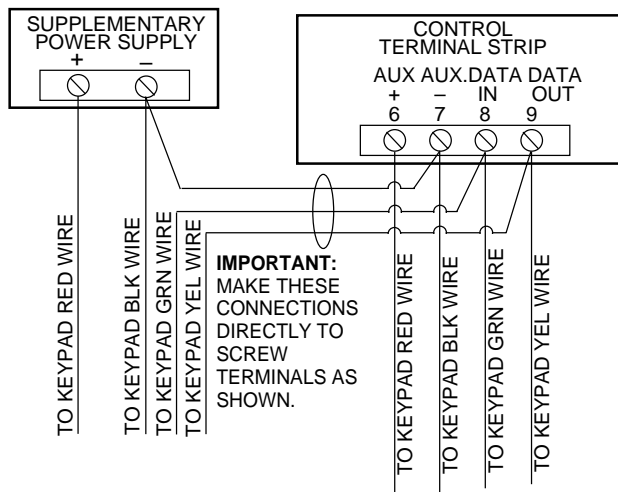 SUPPLEMENTARY
POWER SUPPLY
+ –
CONTROL
TERMINAL STRIP
AUX AUX.DATA DATA
+ – IN OUT
6 7 8 9
TO KEYPAD RED WIRE
TO KEYPAD BLK WIRE
TO KEYPAD GRN WIRE
TO KEYPAD YEL WIRE
IMPORTANT:
MAKE THESE
CONNECTIONS
DIRECTLY TO
SCREW
TERMINALS AS
SHOWN.
TO KEYPAD RED WIRE
TO KEYPAD BLK WIRE
TO KEYPAD GRN WIRE
TO KEYPAD YEL WIRE